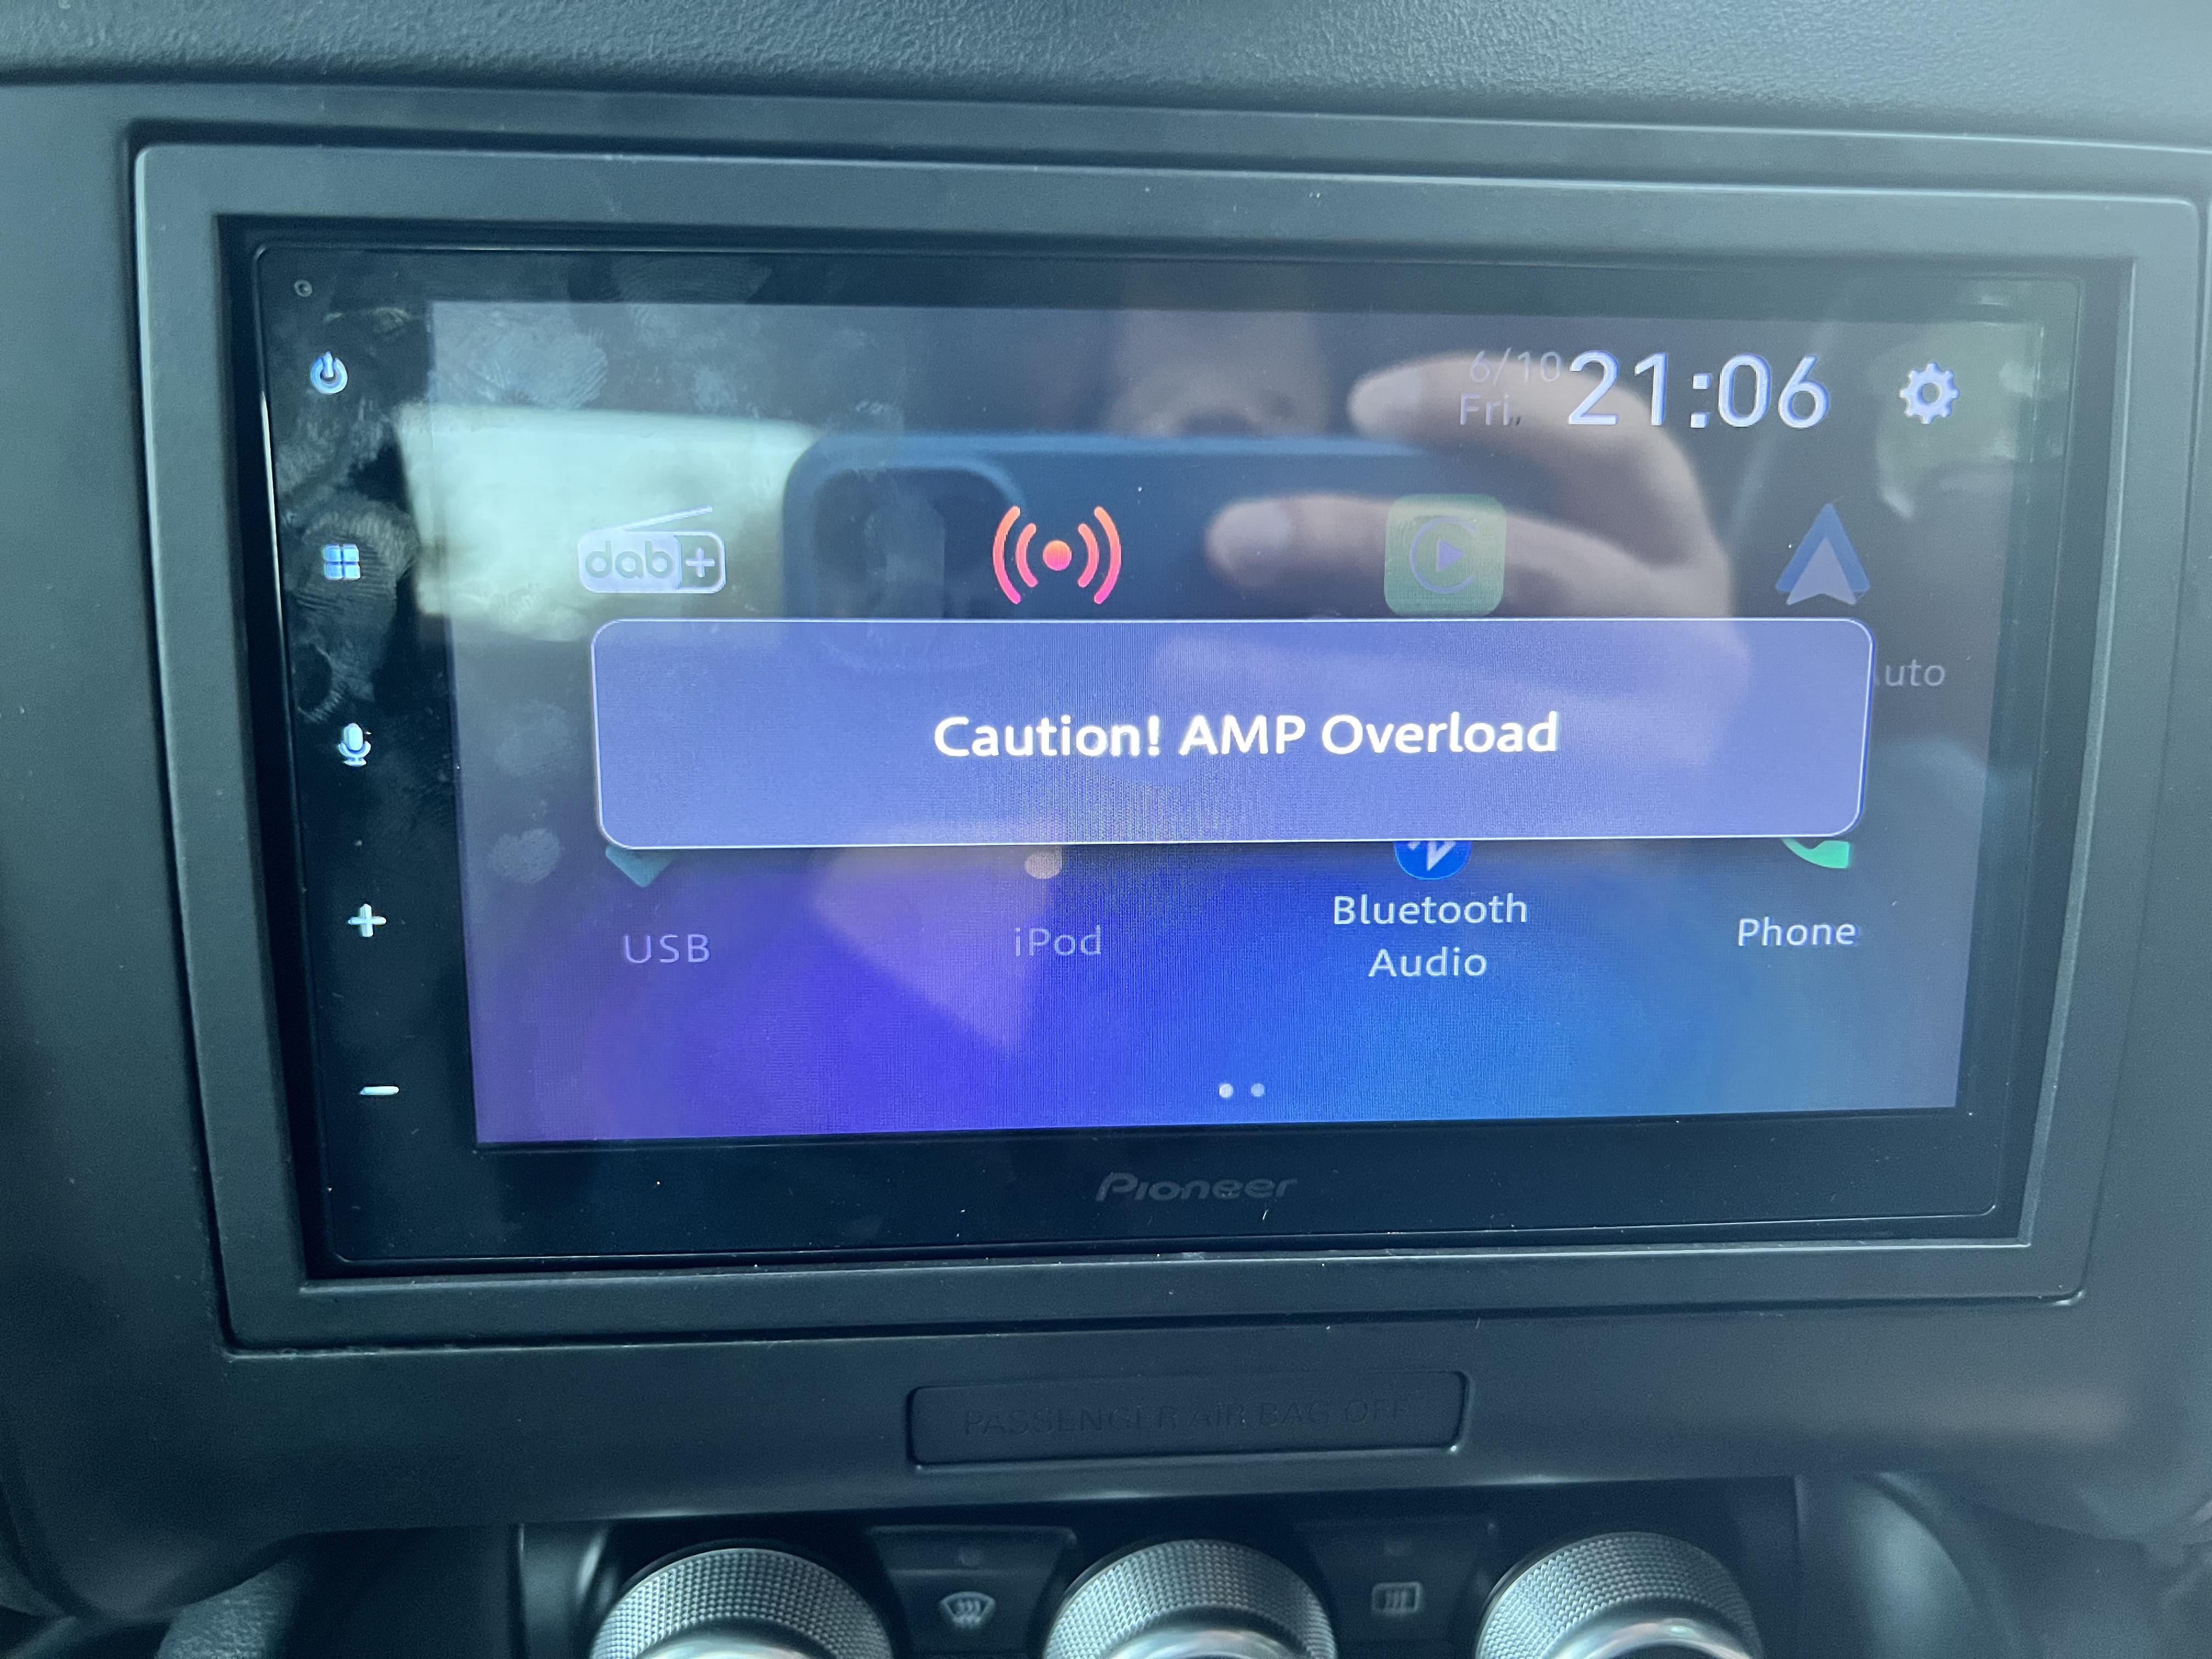 6/10
Fri.
21:06
dab+
Caution! AMP Overload
uto
USB
iPod
Bluetooth
Audio
Phone
Pioneer
PASSENGER AIR BAG OFF